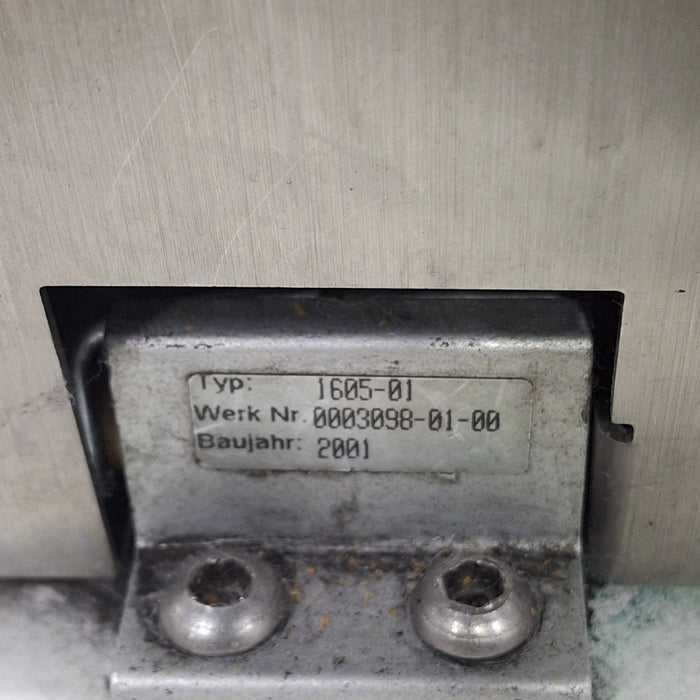 Typ: 1605-01
Werk Nr. 0003098-01-00
Baujahr: 2001